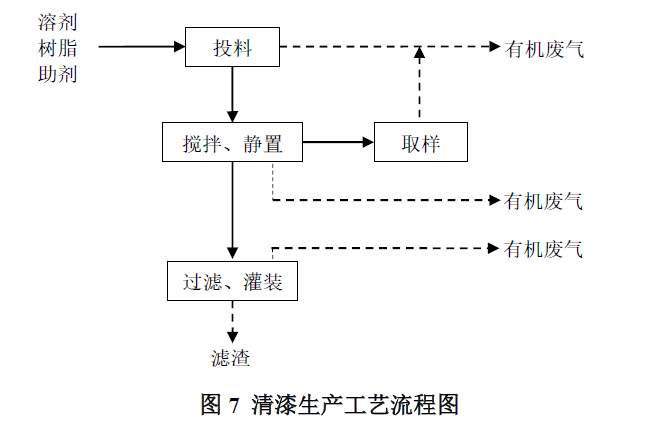 溶剂
树脂
助剂
投料
有机废气
搅拌、静置
取样
有机废气
有机废气
过滤、灌装
滤渣
图 7 清漆生产工艺流程图